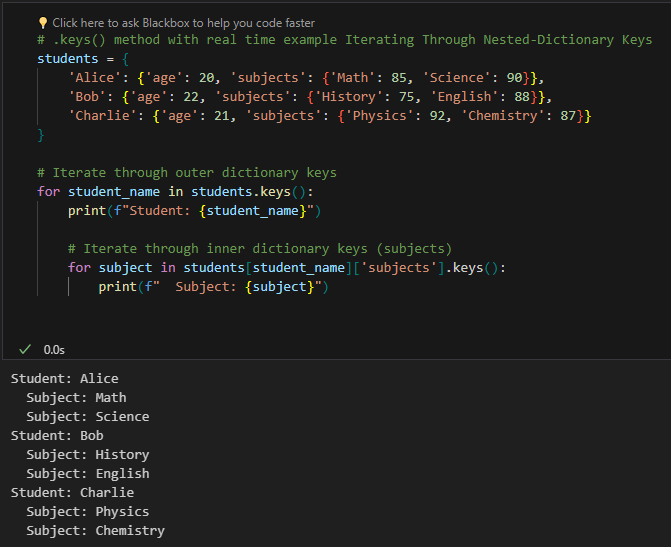 💡 Click here to ask Blackbox to help you code faster
# .keys() method with real time example Iterating Through Nested-Dictionary Keys
students = {
    'Alice': {'age': 20, 'subjects': {'Math': 85, 'Science': 90}},
    'Bob': {'age': 22, 'subjects': {'History': 75, 'English': 88}},
    'Charlie': {'age': 21, 'subjects': {'Physics': 92, 'Chemistry': 87}}
}
# Iterate through outer dictionary keys
for student_name in students.keys():
    print(f"Student: {student_name}")
    # Iterate through inner dictionary keys (subjects)
    for subject in students[student_name]['subjects'].keys():
        print(f"  Subject: {subject}")
✓ 0.0s
Student: Alice
  Subject: Math
  Subject: Science
Student: Bob
  Subject: History
  Subject: English
Student: Charlie
  Subject: Physics
  Subject: Chemistry